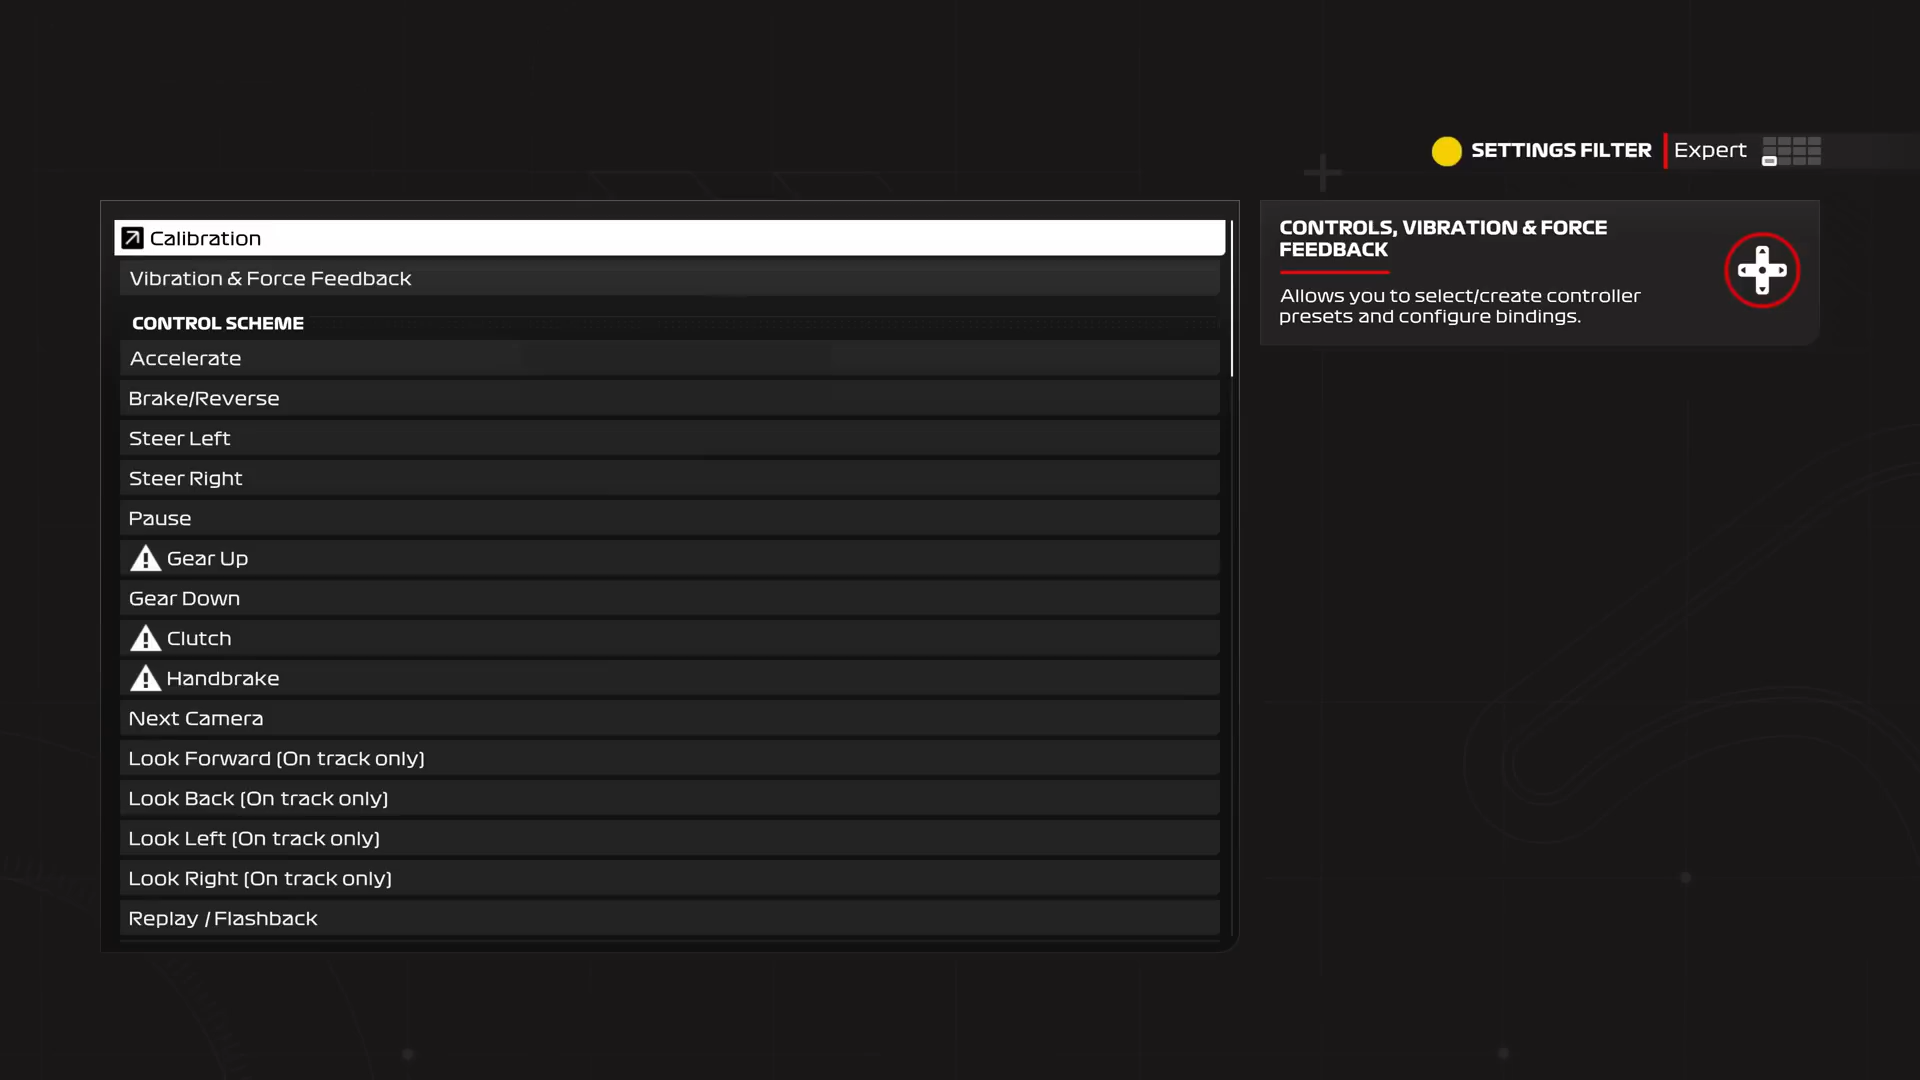 SETTINGS FILTER Expert
Calibration
Vibration & Force Feedback
CONTROL SCHEME
Accelerate
Brake/Reverse
Steer Left
Steer Right
Pause
Gear Up
Gear Down
Clutch
Handbrake
Next Camera
Look Forward (On track only)
Look Back (On track only)
Look Left (On track only)
Look Right (On track only)
Replay / Flashback
CONTROLS, VIBRATION & FORCE
FEEDBACK
Allows you to select/create controller
presets and configure bindings.